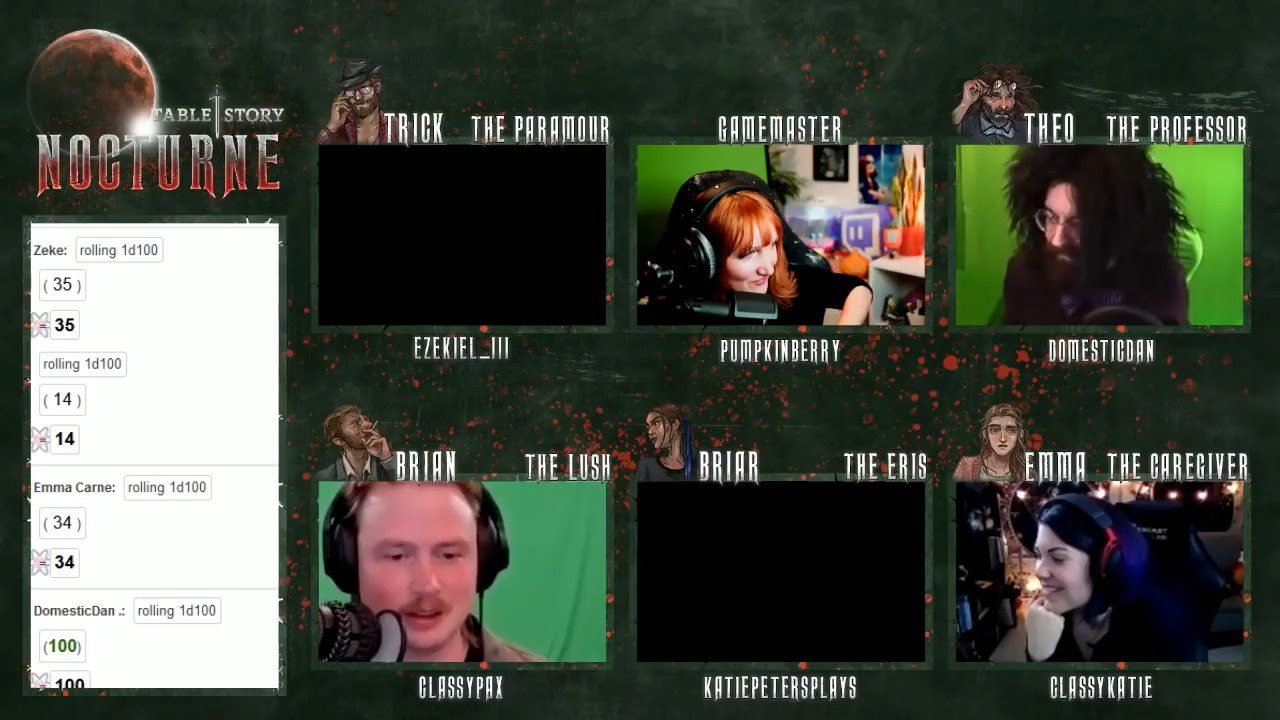 TABLE STORY
NOCTURNE
Zeke: rolling 1d100
( 35 )
= 35
rolling 1d100
( 14 )
= 14
Emma Carne: rolling 1d100
( 34 )
= 34
DomesticDan .: rolling 1d100
(100)
= 100
TRICK THE PARAMOUR
EZEKIEL_III
GAMEMASTER
PUMPKINBERRY
THEO THE PROFESSOR
DOMESTICDAN
BRIAN THE LUSH
CLASSYPAX
BRIAR THE ERIS
KATIEPETERSPLAYS
EMMA THE CAREGIVER
CLASSYKATIE